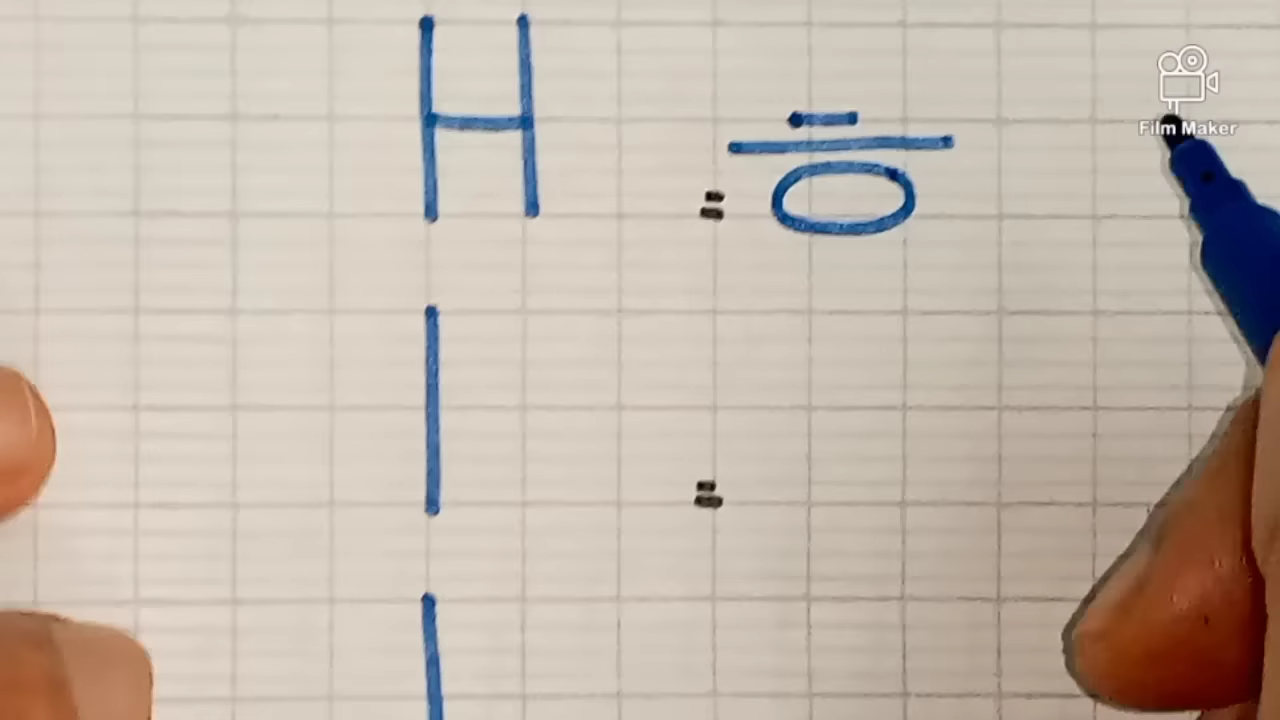 H = ㅎ
Film Maker
I =